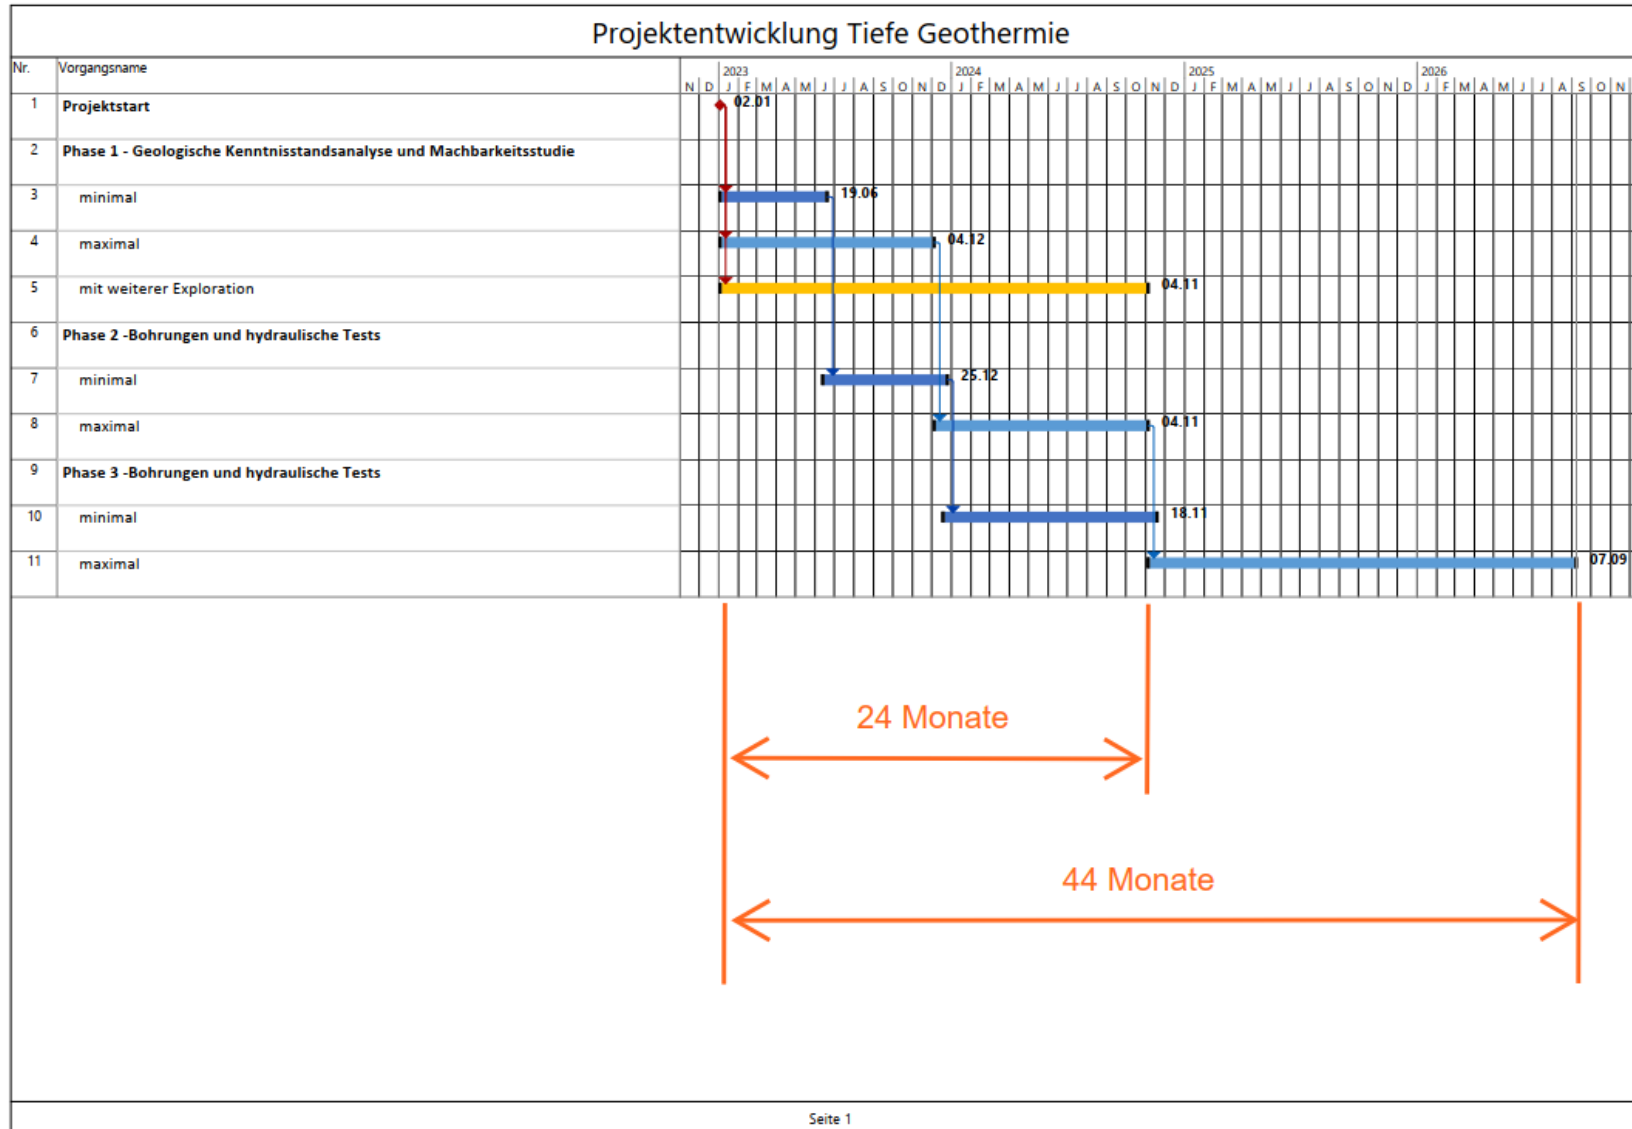 Projektentwicklung Tiefe Geothermie
Nr. Vorgangsname 2023 2024 2025 2026
N D J F M A M J J A S O N D J F M A M J J A S O N D J F M A M J J A S O N D J F M A M J J A S O N
1 Projektstart 02.01
2 Phase 1 - Geologische Kenntnisstandsanalyse und Machbarkeitsstudie
3 minimal 19.06
4 maximal 04.12
5 mit weiterer Exploration 04.11
6 Phase 2 -Bohrungen und hydraulische Tests
7 minimal 25.12
8 maximal 04.11
9 Phase 3 -Bohrungen und hydraulische Tests
10 minimal 18.11
11 maximal 07.09
24 Monate
44 Monate
Seite 1